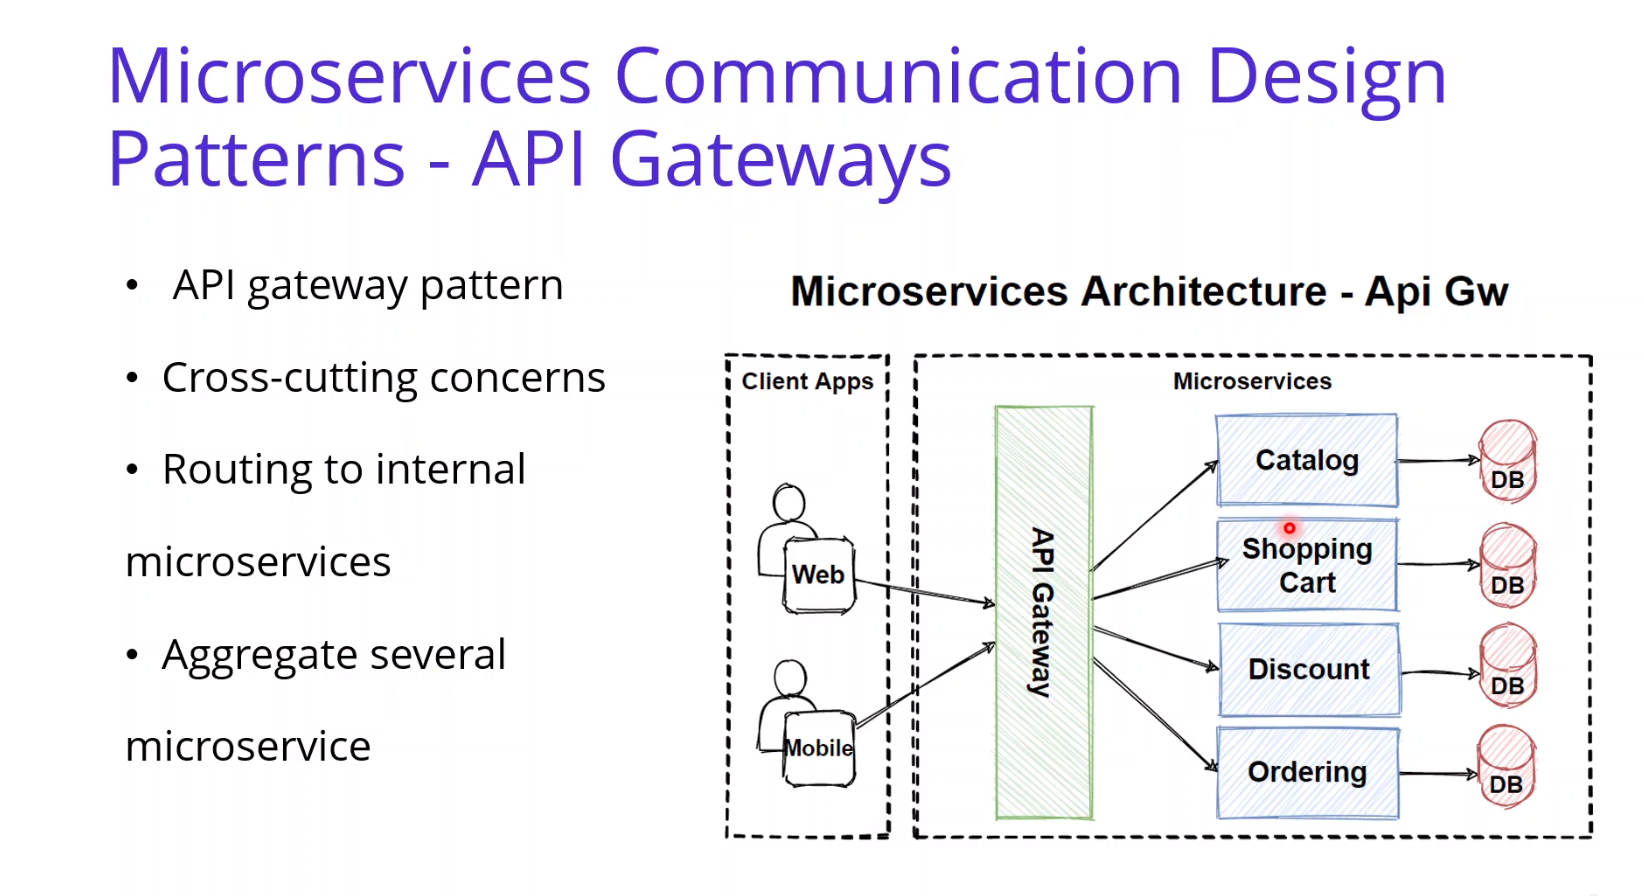 Microservices Communication Design
Patterns - API Gateways
• API gateway pattern
• Cross-cutting concerns
• Routing to internal
microservices
• Aggregate several
microservice
Microservices Architecture - Api Gw
Client Apps
Web
Mobile
Microservices
API Gateway
Catalog
DB
Shopping
Cart
DB
Discount
DB
Ordering
DB